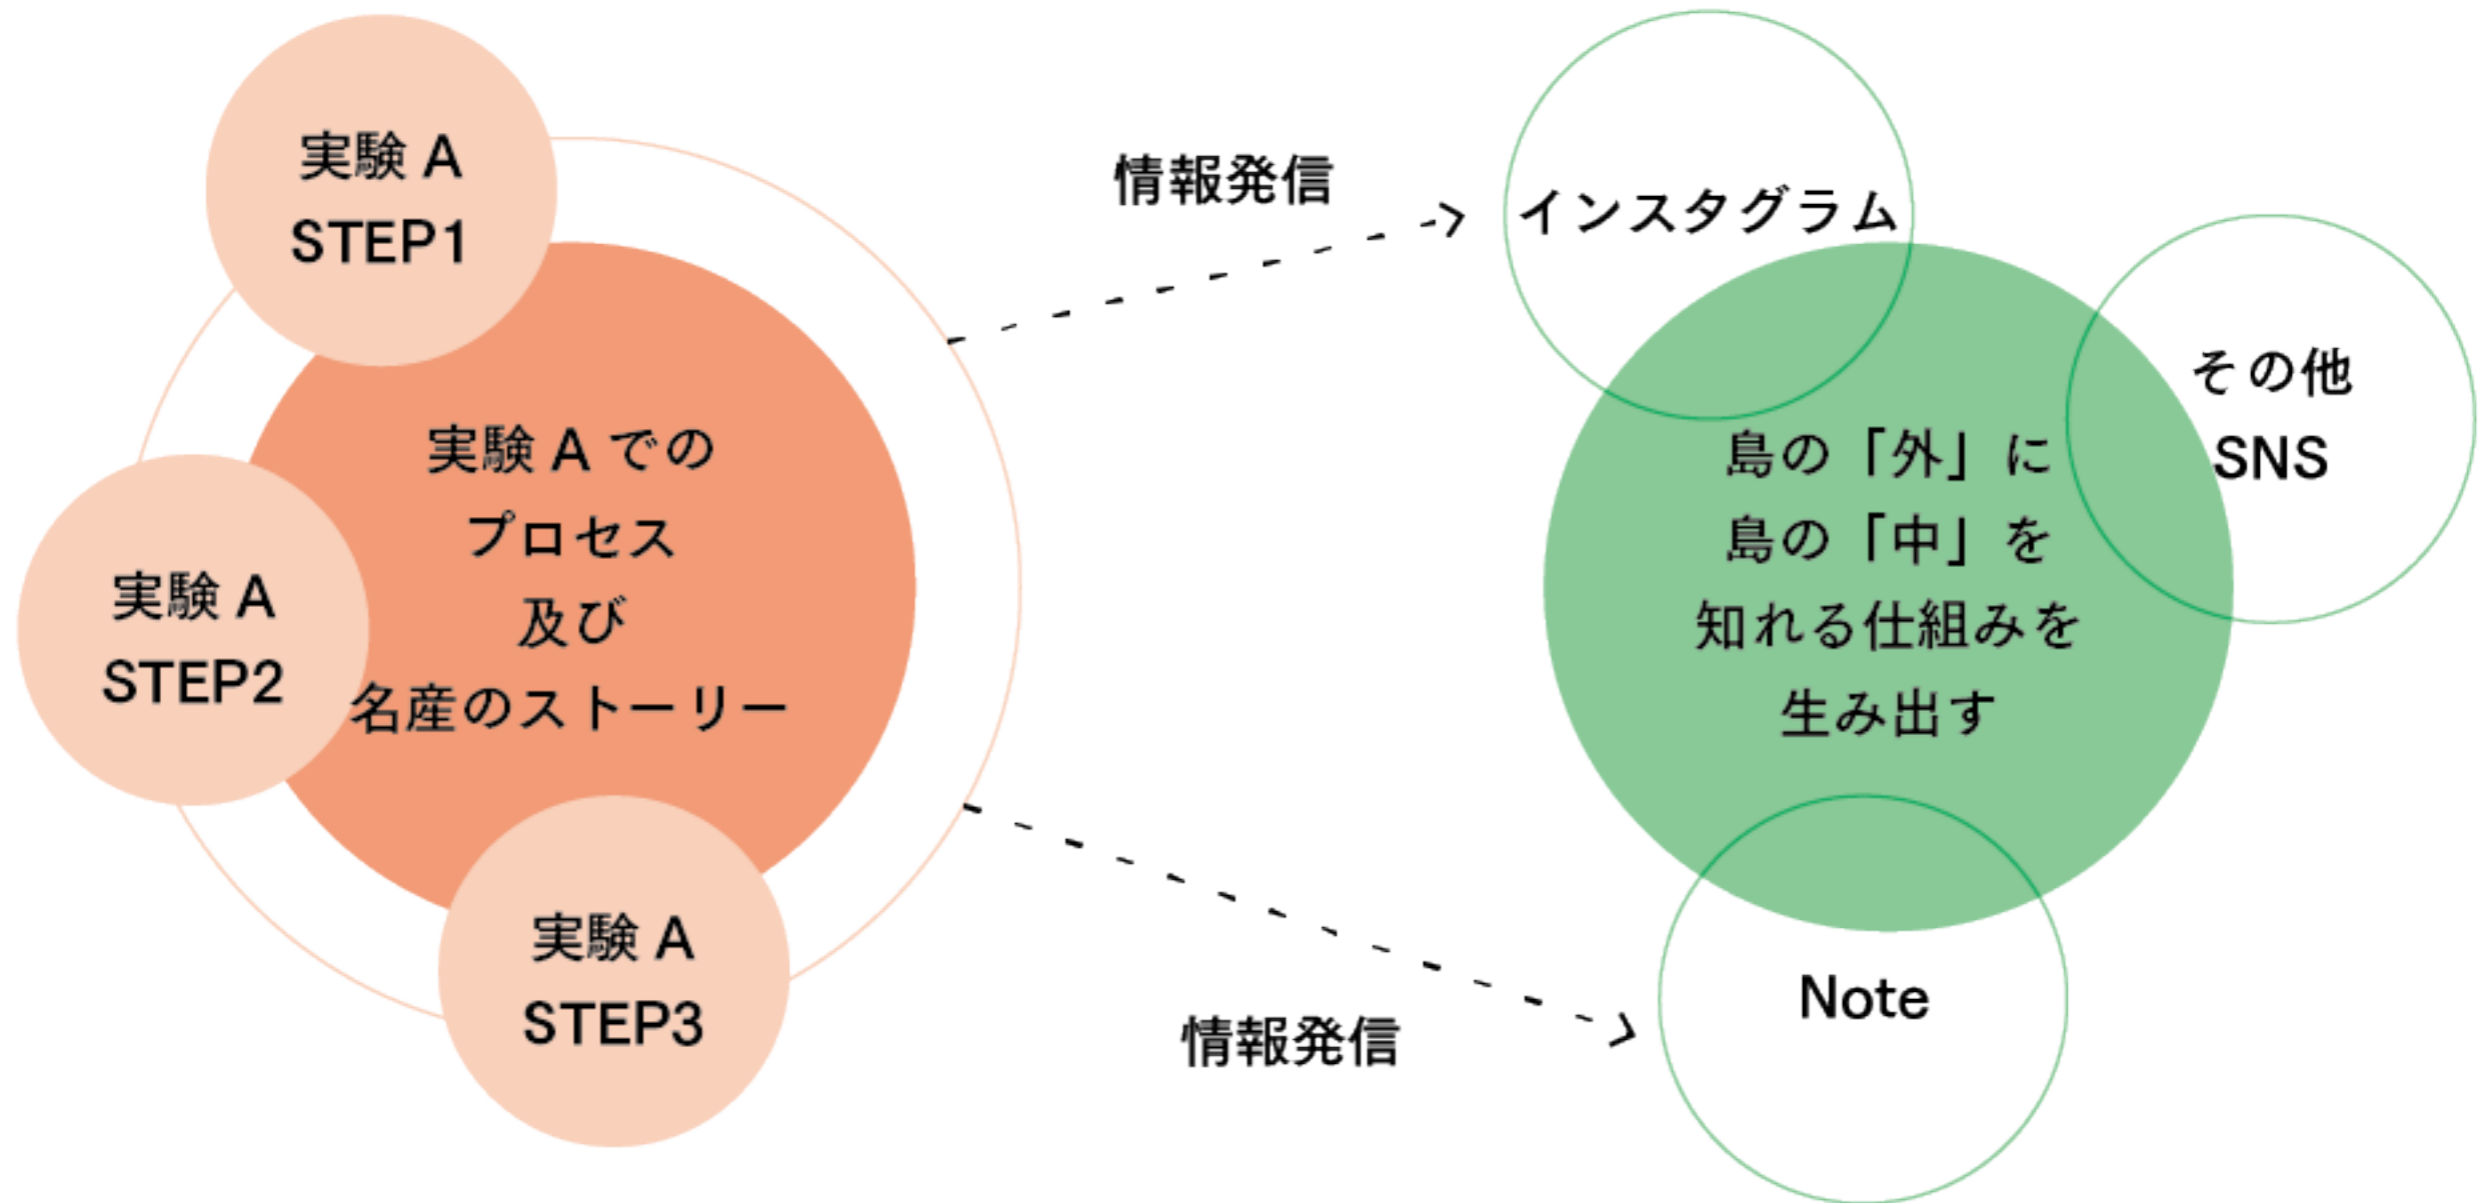 実験 A
STEP1
実験 A
STEP2
実験 A での
プロセス
及び
名産のストーリー
実験 A
STEP3
情報発信
情報発信
インスタグラム
その他
SNS
島の「外」に
島の「中」を
知れる仕組みを
生み出す
Note